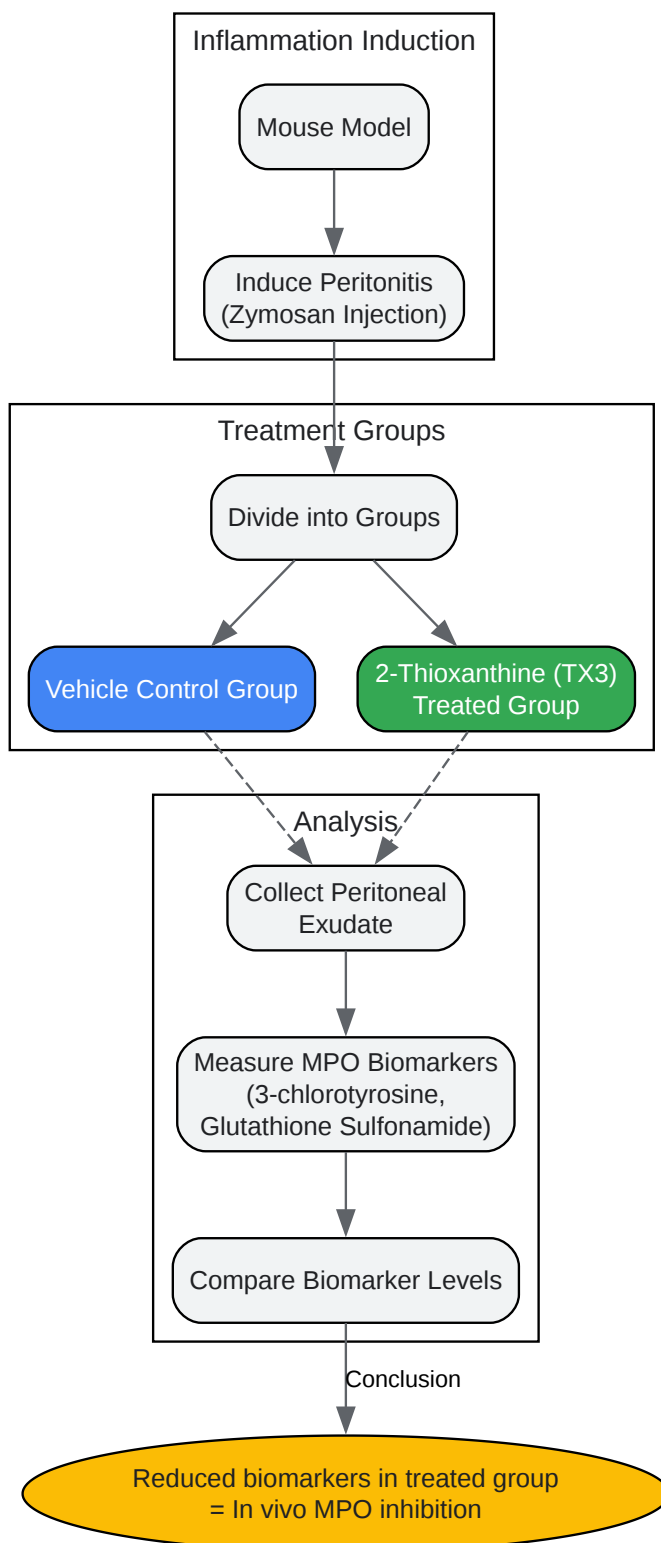 Inflammation Induction
Mouse Model
Induce Peritonitis
(Zymosan Injection)
Treatment Groups
Divide into Groups
Vehicle Control Group
2-Thioxanthine (TX3)
Treated Group
Analysis
Collect Peritoneal
Exudate
Measure MPO Biomarkers
(3-chlorotyrosine,
Glutathione Sulfonamide)
Compare Biomarker Levels
Conclusion
Reduced biomarkers in treated group
= In vivo MPO inhibition